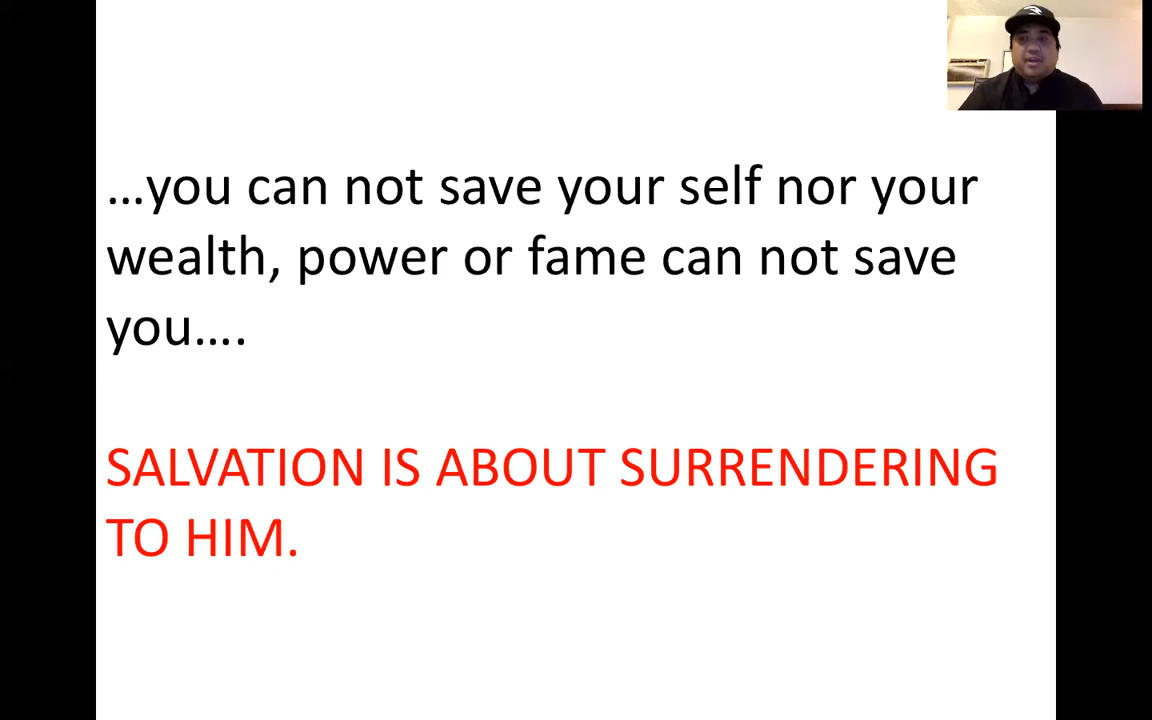 …you can not save your self nor your
wealth, power or fame can not save
you….
SALVATION IS ABOUT SURRENDERING
TO HIM.